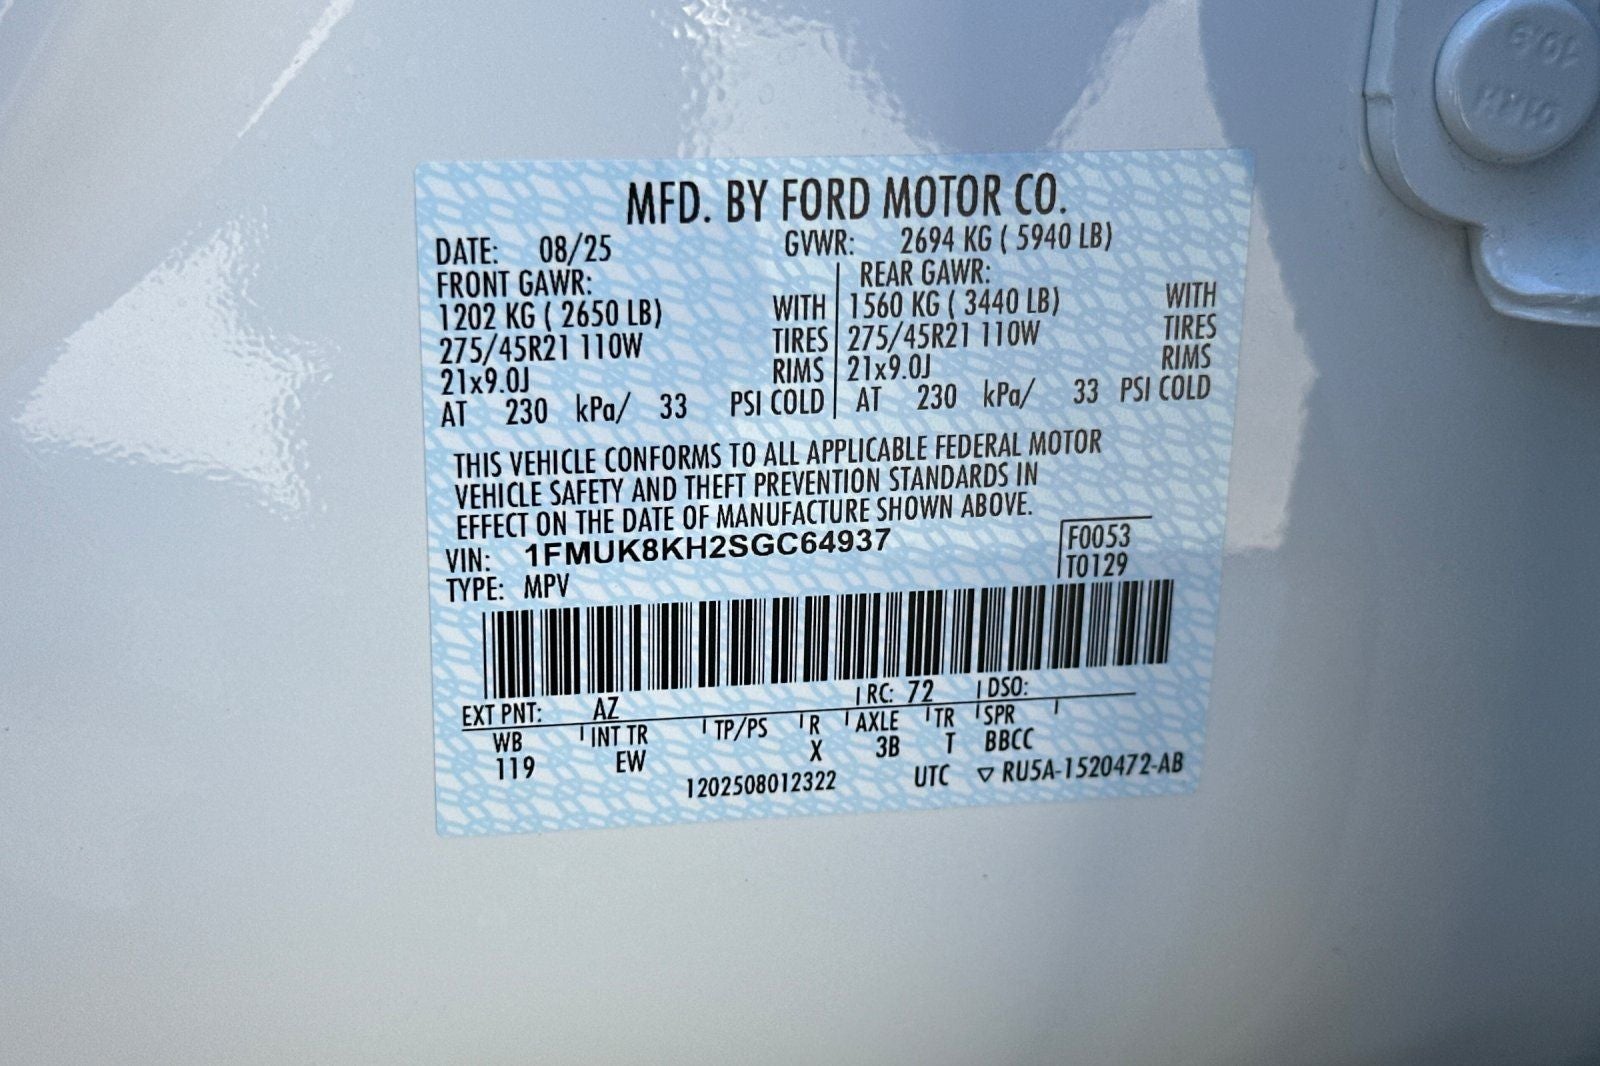 MFD. BY FORD MOTOR CO.
DATE: 08/25 GVWR: 2694 KG ( 5940 LB)
FRONT GAWR: REAR GAWR:
1202 KG ( 2650 LB) WITH 1560 KG ( 3440 LB) WITH
275/45R21 110W TIRES 275/45R21 110W TIRES
21x9.0J RIMS 21x9.0J RIMS
AT 230 kPa/ 33 PSI COLD AT 230 kPa/ 33 PSI COLD
THIS VEHICLE CONFORMS TO ALL APPLICABLE FEDERAL MOTOR
VEHICLE SAFETY AND THEFT PREVENTION STANDARDS IN
EFFECT ON THE DATE OF MANUFACTURE SHOWN ABOVE.
VIN: 1FMUK8KH2SGC64937 F0053
TYPE: MPV T0129
EXT PNT: AZ RC: 72 DSO:
WB INT TR TP/PS R AXLE TR SPR
119 EW X 3B T BBCC
1202508012322 UTC ▽ RU5A-1520472-AB